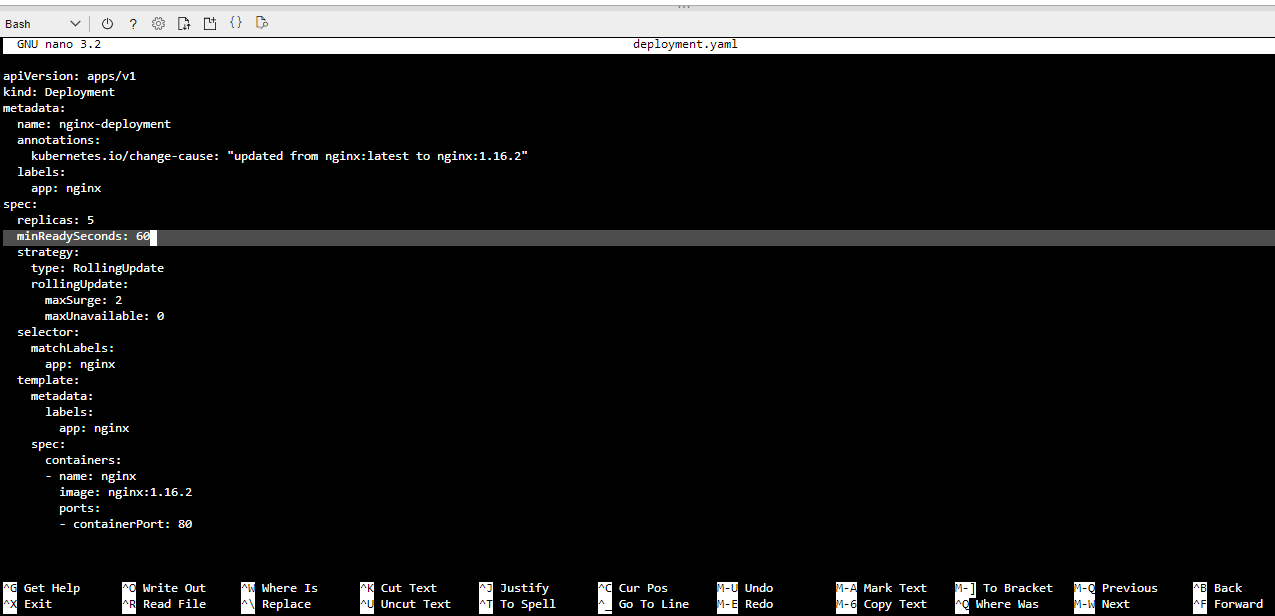 Bash
GNU nano 3.2 deployment.yaml
apiVersion: apps/v1
kind: Deployment
metadata:
  name: nginx-deployment
  annotations:
    kubernetes.io/change-cause: "updated from nginx:latest to nginx:1.16.2"
  labels:
    app: nginx
spec:
  replicas: 5
  minReadySeconds: 60
  strategy:
    type: RollingUpdate
    rollingUpdate:
      maxSurge: 2
      maxUnavailable: 0
  selector:
    matchLabels:
      app: nginx
  template:
    metadata:
      labels:
        app: nginx
    spec:
      containers:
      - name: nginx
        image: nginx:1.16.2
        ports:
        - containerPort: 80
^G Get Help ^O Write Out ^W Where Is ^K Cut Text ^J Justify ^C Cur Pos M-U Undo M-A Mark Text M-] To Bracket M-Q Previous ^B Back
^X Exit ^R Read File ^\ Replace ^U Uncut Text ^T To Spell ^_ Go To Line M-E Redo M-6 Copy Text ^Q Where Was M-W Next ^F Forward